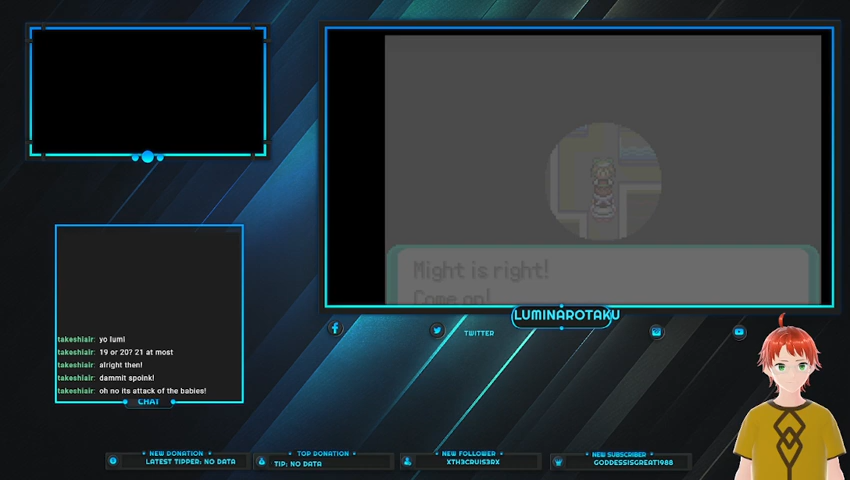 Might is right!
Come on!
LUMINAROTAKU
TWITTER
takeshiair: yo lumi
takeshiair: 19 or 20? 21 at most
takeshiair: alright then!
takeshiair: dammit spoink!
takeshiair: oh no its attack of the babies!
CHAT
NEW DONATION
LATEST TIPPER: NO DATA
TOP DONATION
TIP: NO DATA
NEW FOLLOWER
XTH3CRUIS3RX
NEW SUBSCRIBER
GODDESSISGREAT1988